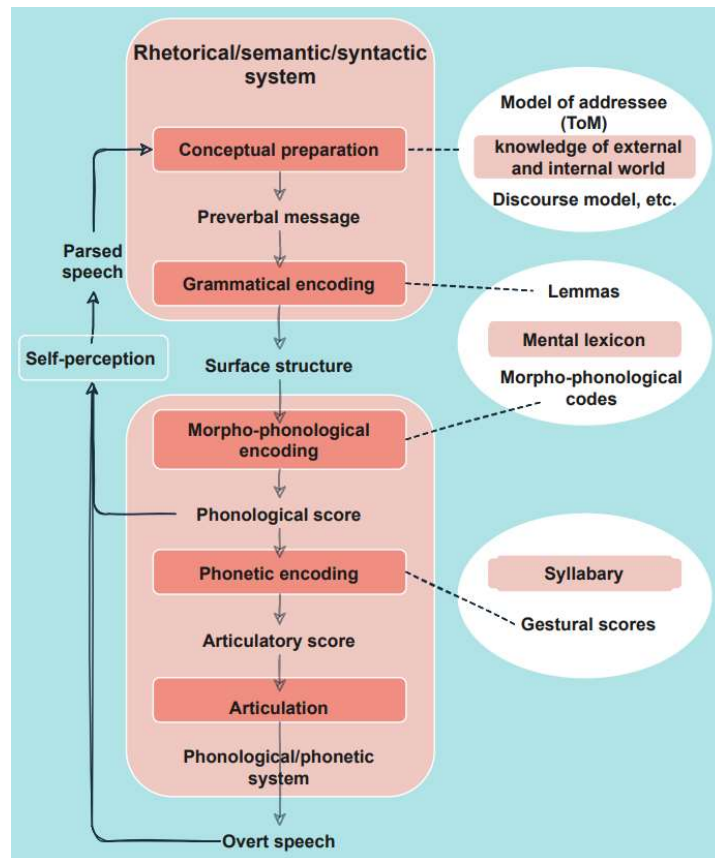 Rhetorical/semantic/syntactic
system
Conceptual preparation
Preverbal message
Grammatical encoding
Surface structure
Morpho-phonological
encoding
Phonological score
Phonetic encoding
Articulatory score
Articulation
Phonological/phonetic
system
Overt speech
Parsed
speech
Self-perception
Model of addressee
(ToM)
knowledge of external
and internal world
Discourse model, etc.
Lemmas
Mental lexicon
Morpho-phonological
codes
Syllabary
Gestural scores